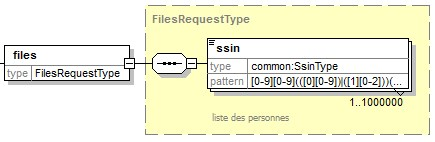 FilesRequestType
files
type FilesRequestType
ssin
type common:SsinType
pattern [0-9][0-9](([0][0-9])|([1][0-2]))(...
1..1000000
liste des personnes